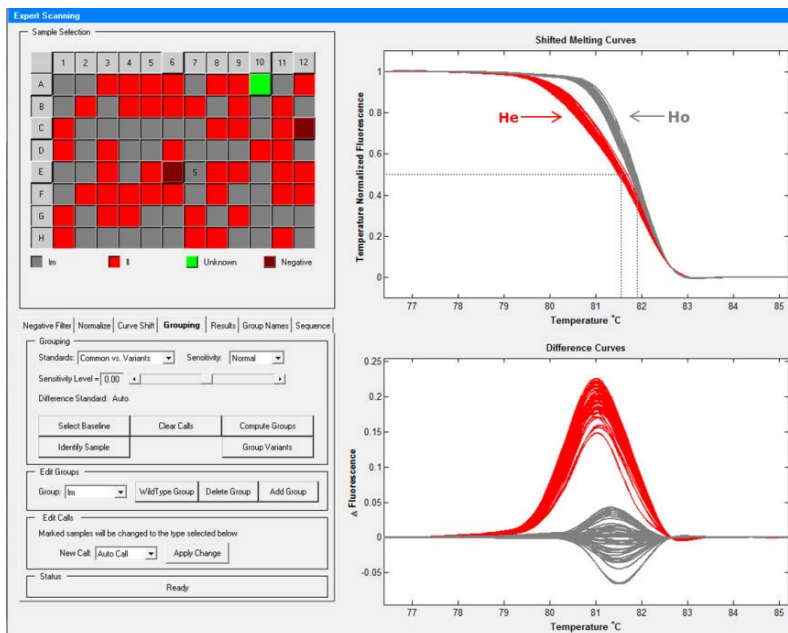 Expert Scanning
Sample Selection
1 2 3 4 5 6 7 8 9 10 11 12
A
B
C
D
E S
F
G
H
Im II Unknown Negative
Negative Filter Normalize Curve Shift Grouping Results Group Names Sequence
Grouping
Standards: Common vs. Variants Sensitivity: Normal
Sensitivity Level = 0.00
Difference Standard: Auto
Select Baseline Clear Calls Compute Groups
Identify Sample Group Variants
Edit Groups
Group: Im WildType Group Delete Group Add Group
Edit Calls
Marked samples will be changed to the type selected below
New Call: Auto Call Apply Change
Status
Ready
Shifted Melting Curves
Temperature Normalized Fluorescence
1
0.8
0.6
0.4
0.2
0
He Ho
77 78 79 80 81 82 83 84 85
Temperature °C
Difference Curves
Δ Fluorescence
0.25
0.2
0.15
0.1
0.05
0
-0.05
77 78 79 80 81 82 83 84 85
Temperature °C